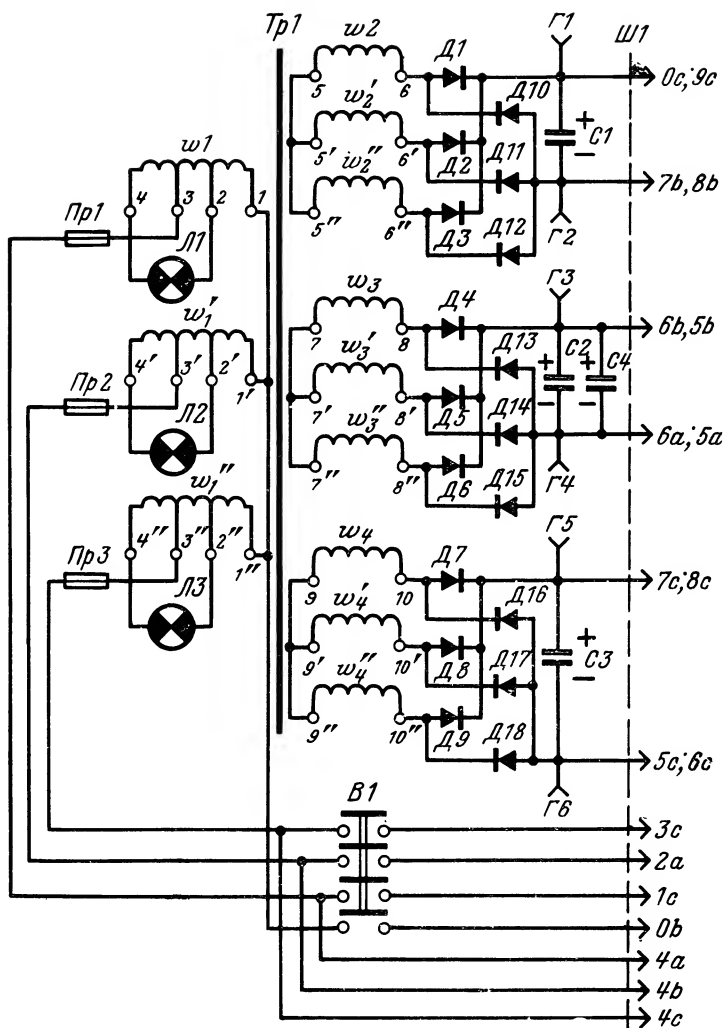 Тр1
Ш1
w2
Д1
Г1
0c; 9c
5
6
Д10
w2'
+
C1
−
5'
6'
Д2
Д11
7b, 8b
w2''
5''
6''
Д3
Д12
Г2
w1
4
3
2
1
Пр1
Л1
w3
Д4
Г3
6b, 5b
7
8
Д13
w3'
+
C2
−
+
C4
−
7'
8'
Д5
Д14
6a; 5a
w3''
7''
8''
Д6
Д15
Г4
w1'
4'
3'
2'
1'
Пр2
Л2
w1''
4''
3''
2''
1''
Пр3
Л3
w4
Д7
Г5
7c; 8c
9
10
Д16
w4'
+
C3
−
9'
10'
Д8
Д17
w4''
9''
10''
Д9
Д18
5c; 6c
Г6
В1
3c
2a
1c
0b
4a
4b
4c